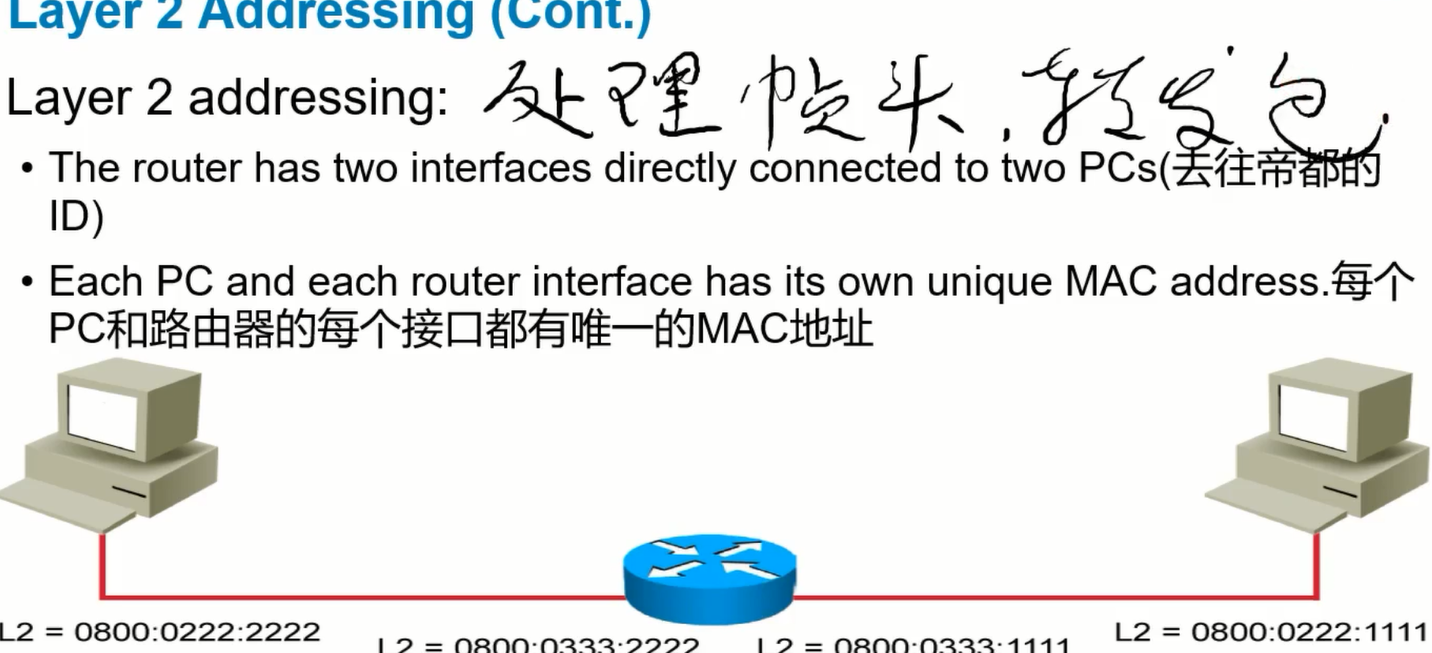 Layer 2 Addressing (Cont.)
Layer 2 addressing: 处理帧头,转发包.
• The router has two interfaces directly connected to two PCs(去往帝都的
ID)
• Each PC and each router interface has its own unique MAC address.每个
PC和路由器的每个接口都有唯一的MAC地址
L2 = 0800:0222:2222
L2 = 0800:0333:2222
L2 = 0800:0333:1111
L2 = 0800:0222:1111